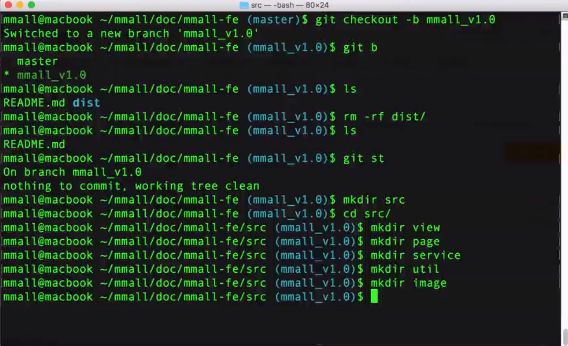 src — -bash — 80×24
mmall@macbook ~/mmall/doc/mmall-fe (master)$ git checkout -b mmall_v1.0
Switched to a new branch 'mmall_v1.0'
mmall@macbook ~/mmall/doc/mmall-fe (mmall_v1.0)$ git b
master
* mmall_v1.0
mmall@macbook ~/mmall/doc/mmall-fe (mmall_v1.0)$ ls
README.md dist
mmall@macbook ~/mmall/doc/mmall-fe (mmall_v1.0)$ rm -rf dist/
mmall@macbook ~/mmall/doc/mmall-fe (mmall_v1.0)$ ls
README.md
mmall@macbook ~/mmall/doc/mmall-fe (mmall_v1.0)$ git st
On branch mmall_v1.0
nothing to commit, working tree clean
mmall@macbook ~/mmall/doc/mmall-fe (mmall_v1.0)$ mkdir src
mmall@macbook ~/mmall/doc/mmall-fe (mmall_v1.0)$ cd src/
mmall@macbook ~/mmall/doc/mmall-fe/src (mmall_v1.0)$ mkdir view
mmall@macbook ~/mmall/doc/mmall-fe/src (mmall_v1.0)$ mkdir page
mmall@macbook ~/mmall/doc/mmall-fe/src (mmall_v1.0)$ mkdir service
mmall@macbook ~/mmall/doc/mmall-fe/src (mmall_v1.0)$ mkdir util
mmall@macbook ~/mmall/doc/mmall-fe/src (mmall_v1.0)$ mkdir image
mmall@macbook ~/mmall/doc/mmall-fe/src (mmall_v1.0)$